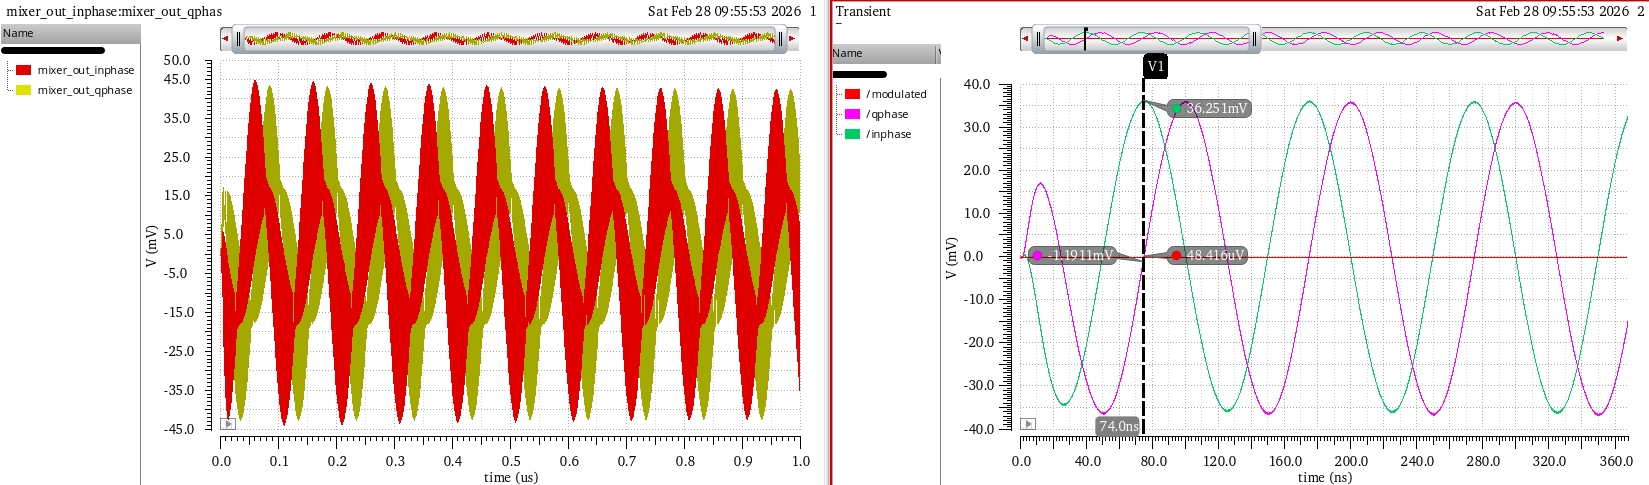 mixer_out_inphase:mixer_out_qphas
Sat Feb 28 09:55:53 2026 1
Name
mixer_out_inphase
mixer_out_qphase
50.0
45.0
35.0
25.0
15.0
5.0
-5.0
-15.0
-25.0
-35.0
-45.0
V (mV)
0.0 0.1 0.2 0.3 0.4 0.5 0.6 0.7 0.8 0.9 1.0
time (us)
Transient
Sat Feb 28 09:55:53 2026 2
Name
/modulated
/qphase
/inphase
V1
40.0
30.0
20.0
10.0
0.0
-10.0
-20.0
-30.0
-40.0
V (mV)
36.251mV
-1.1911mV
48.416uV
74.0ns
0.0 40.0 80.0 120.0 160.0 200.0 240.0 280.0 320.0 360.0
time (ns)